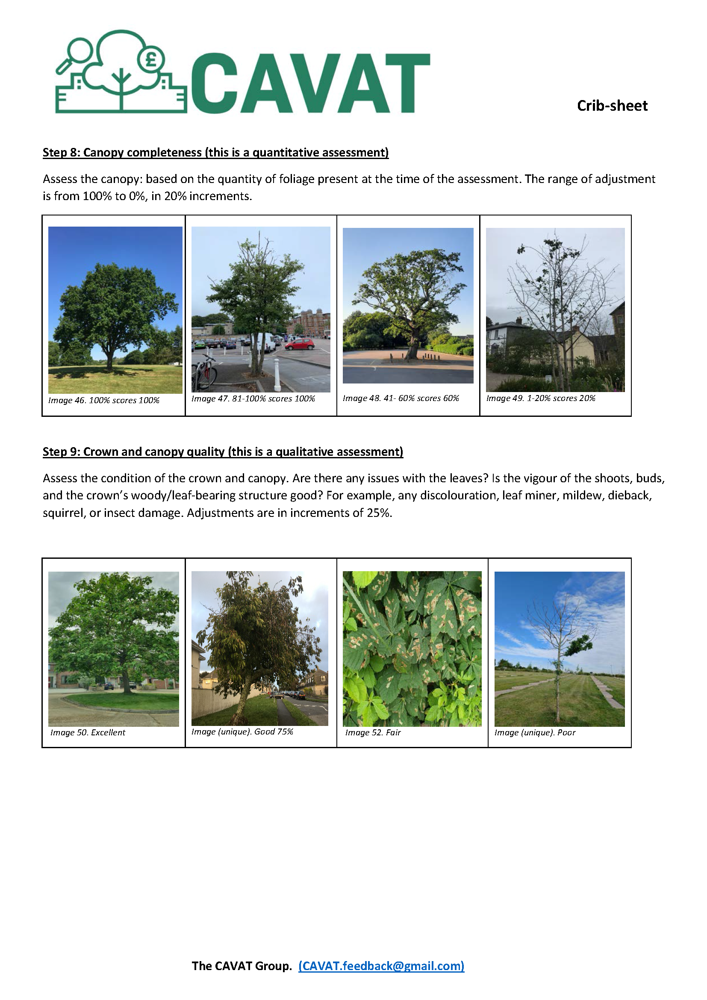 £
CAVAT
Crib-sheet
Step 8: Canopy completeness (this is a quantitative assessment)
Assess the canopy: based on the quantity of foliage present at the time of the assessment. The range of adjustment
is from 100% to 0%, in 20% increments.
Image 46. 100% scores 100%
Image 47. 81-100% scores 100%
Image 48. 41- 60% scores 60%
Image 49. 1-20% scores 20%
Step 9: Crown and canopy quality (this is a qualitative assessment)
Assess the condition of the crown and canopy. Are there any issues with the leaves? Is the vigour of the shoots, buds,
and the crown’s woody/leaf-bearing structure good? For example, any discolouration, leaf miner, mildew, dieback,
squirrel, or insect damage. Adjustments are in increments of 25%.
Image 50. Excellent
Image (unique). Good 75%
Image 52. Fair
Image (unique). Poor
The CAVAT Group. (CAVAT.feedback@gmail.com)